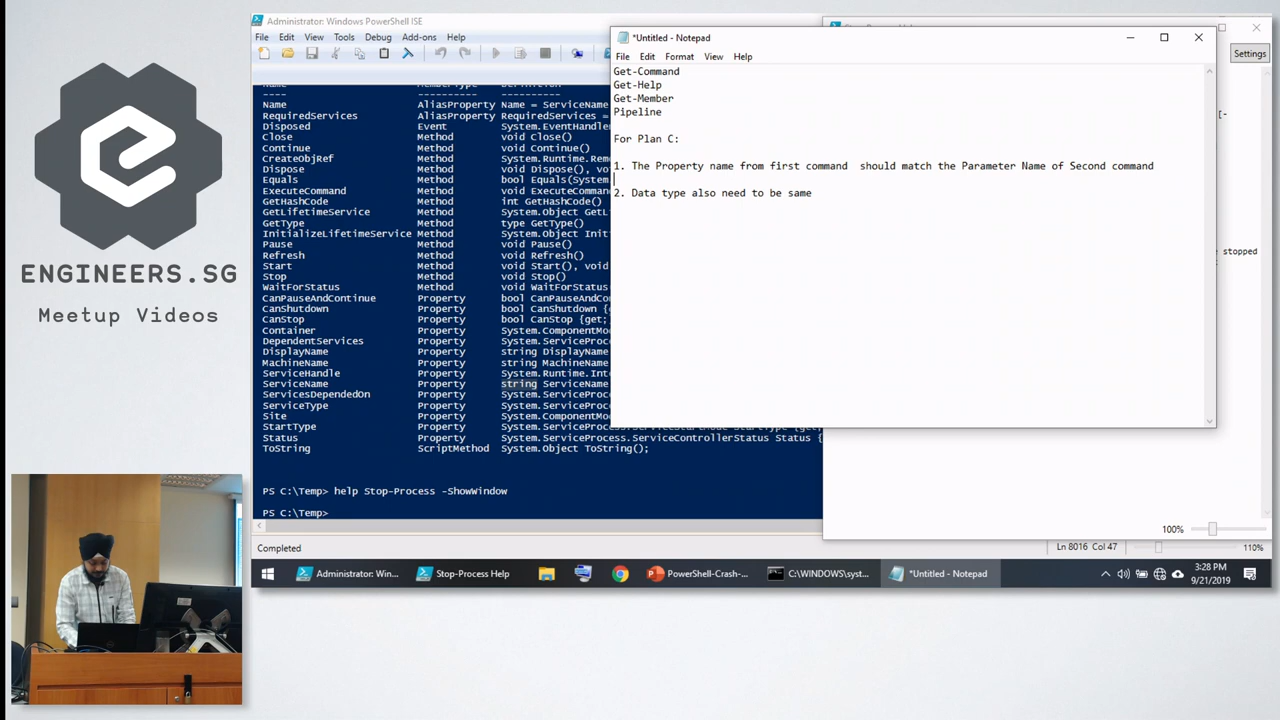 ENGINEERS.SG
Meetup Videos
Administrator: Windows PowerShell ISE
File Edit View Tools Debug Add-ons Help
Name AliasProperty Name = ServiceName
RequiredServices AliasProperty RequiredServices =
Disposed Event System.EventHandler
Close Method void Close()
Continue Method void Continue()
CreateObjRef Method System.Runtime.Remo
Dispose Method void Dispose(), vo
Equals Method bool Equals(System
ExecuteCommand Method void ExecuteComman
GetHashCode Method int GetHashCode()
GetLifetimeService Method System.Object GetL
GetType Method type GetType()
InitializeLifetimeService Method System.Object Init
Pause Method void Pause()
Refresh Method void Refresh()
Start Method void Start(), void
Stop Method void Stop()
WaitForStatus Method void WaitForStatus
CanPauseAndContinue Property bool CanPauseAndCo
CanShutdown Property bool CanShutdown {g
CanStop Property bool CanStop {get;
Container Property System.ComponentMod
DependentServices Property System.ServiceProc
DisplayName Property string DisplayName
MachineName Property string MachineName
ServiceHandle Property System.Runtime.Int
ServiceName Property string ServiceName
ServicesDependedOn Property System.ServiceProc
ServiceType Property System.ServiceProc
Site Property System.ComponentMo
StartType Property System.ServiceProcess.ServiceStartMode StartType {get;
Status Property System.ServiceProcess.ServiceControllerStatus Status {
ToString ScriptMethod System.Object ToString();
PS C:\Temp> help Stop-Process -ShowWindow
PS C:\Temp>
Completed
Ln 8016 Col 47
110%
*Untitled - Notepad
File Edit Format View Help
Get-Command
Get-Help
Get-Member
Pipeline
For Plan C:
1. The Property name from first command  should match the Parameter Name of Second command
2. Data type also need to be same
Settings
[-
stopped
100%
Administrator: Win...
Stop-Process Help
PowerShell-Crash-...
C:\WINDOWS\syst...
*Untitled - Notepad
3:28 PM
9/21/2019